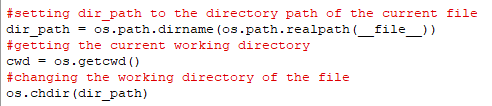 #setting dir_path to the directory path of the current file
dir_path = os.path.dirname(os.path.realpath(__file__))
#getting the current working directory
cwd = os.getcwd()
#changing the working directory of the file
os.chdir(dir_path)